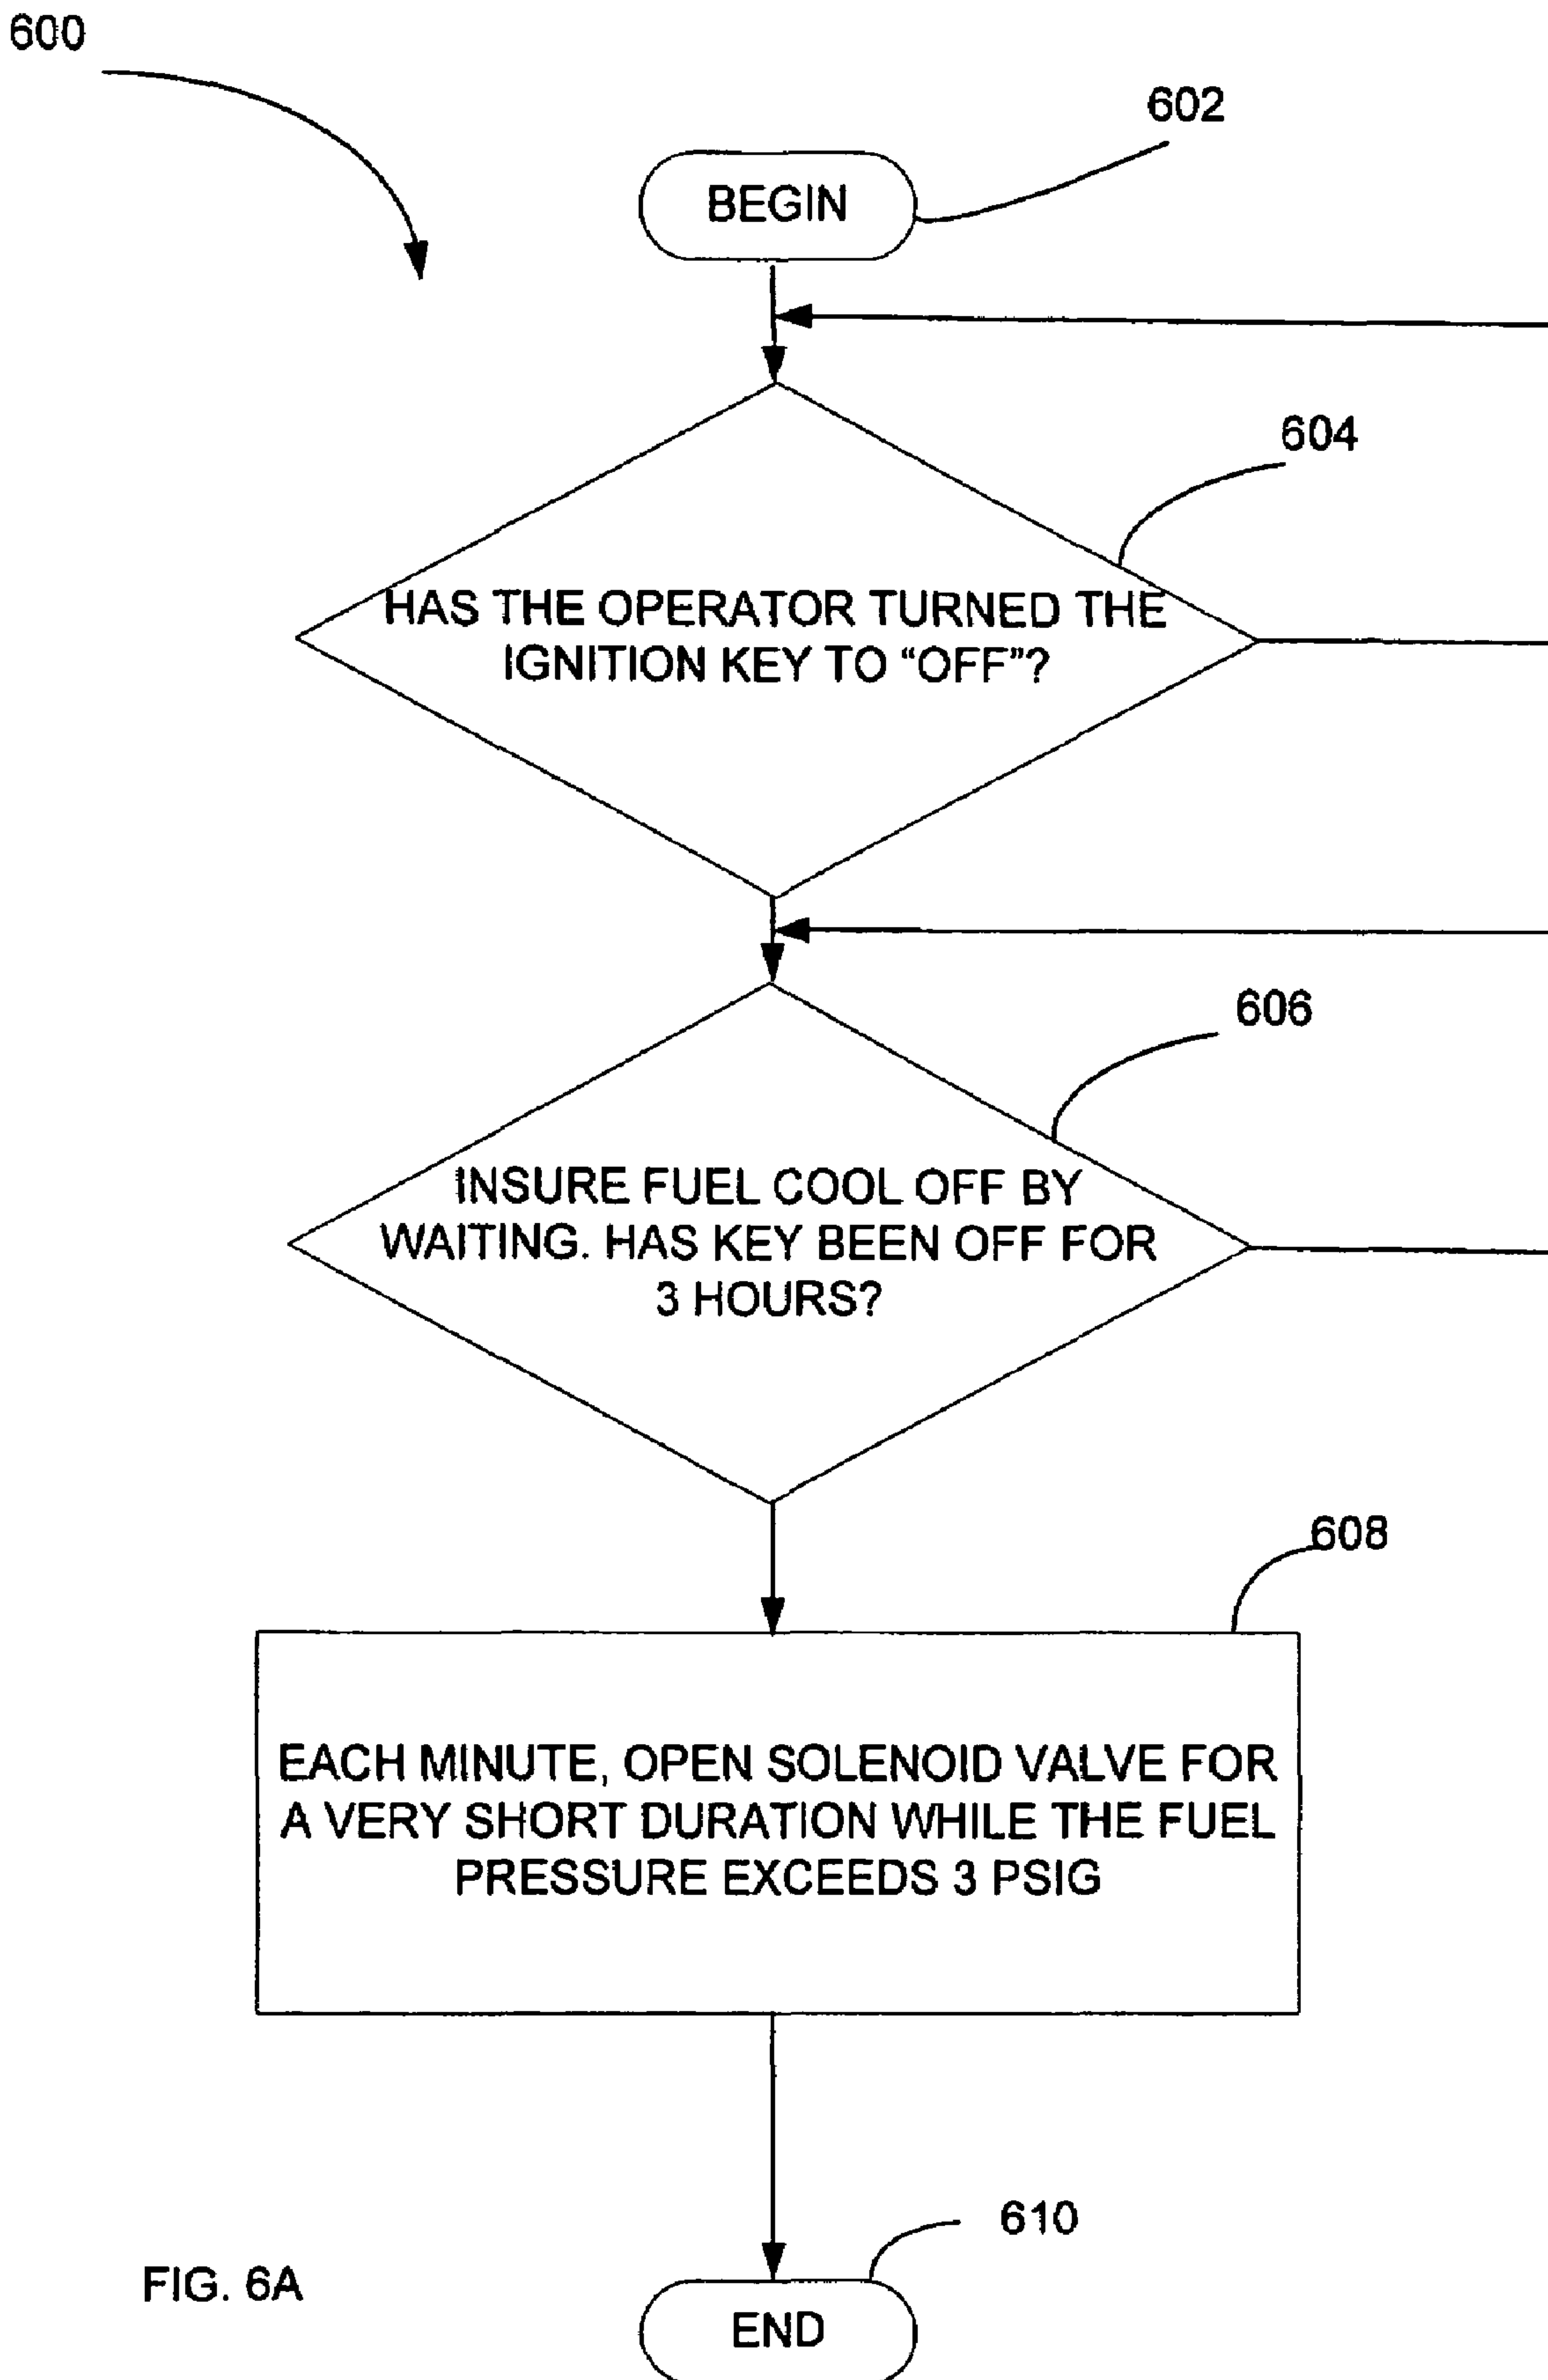 600
602
BEGIN
604
HAS THE OPERATOR TURNED THE
IGNITION KEY TO “OFF”?
606
INSURE FUEL COOL OFF BY
WAITING. HAS KEY BEEN OFF FOR
3 HOURS?
608
EACH MINUTE, OPEN SOLENOID VALVE FOR
A VERY SHORT DURATION WHILE THE FUEL
PRESSURE EXCEEDS 3 PSIG
610
FIG. 6A
END